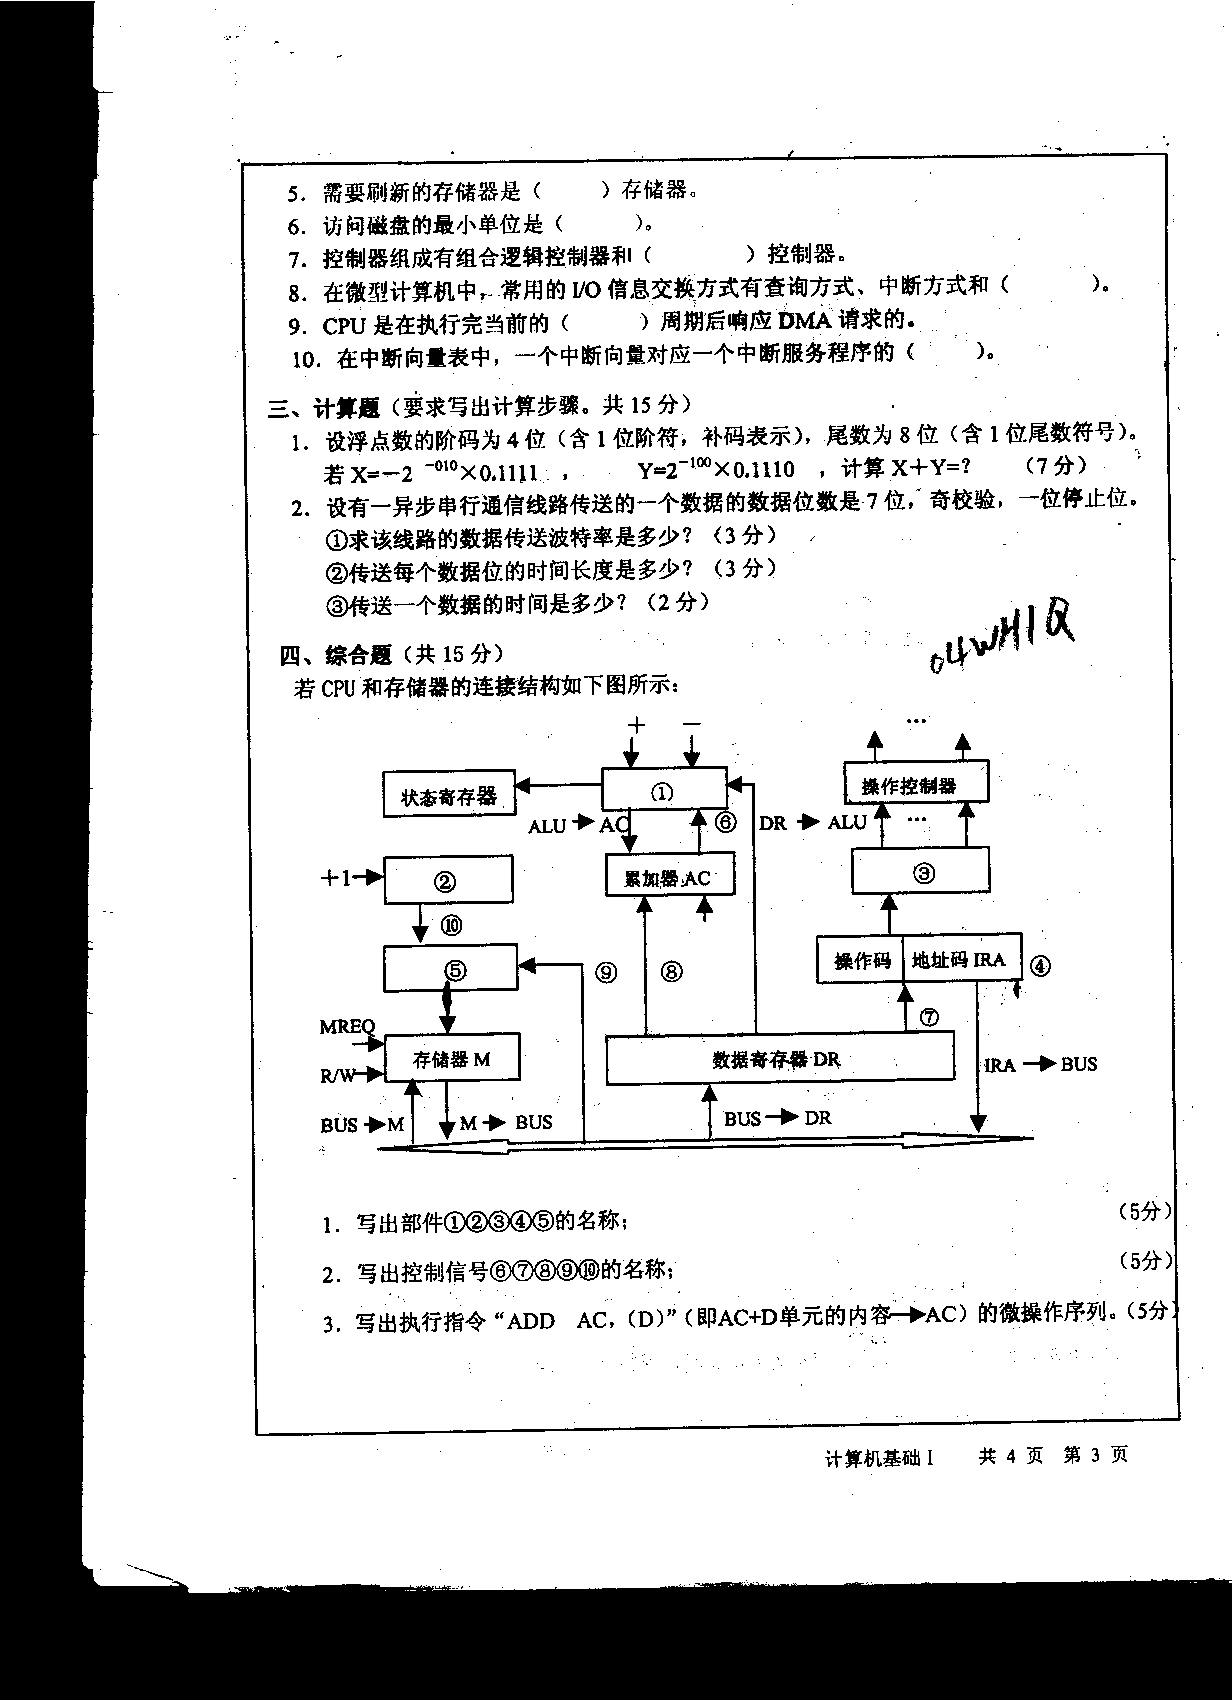 5. 需要刷新的存储器是（　　）存储器。
6. 访问磁盘的最小单位是（　　）。
7. 控制器组成有组合逻辑控制器和（　　）控制器。
8. 在微型计算机中，常用的 I/O 信息交换方式有查询方式、中断方式和（　　）。
9. CPU 是在执行完当前的（　　）周期后响应 DMA 请求的。
10. 在中断向量表中，一个中断向量对应一个中断服务程序的（　　）。
三、计算题（要求写出计算步骤。共 15 分）
1. 设浮点数的阶码为 4 位（含 1 位阶符，补码表示），尾数为 8 位（含 1 位尾数符号）。
若 X=－2 ⁻⁰¹⁰×0.1111 ，　　Y=2⁻¹⁰⁰×0.1110 ，计算 X＋Y=？　（7 分）
2. 设有一异步串行通信线路传送的一个数据的数据位数是 7 位，奇校验，一位停止位。
①求该线路的数据传送波特率是多少？（3 分）
②传送每个数据位的时间长度是多少？（3 分）
③传送一个数据的时间是多少？（2 分）
04WH1Q
四、综合题（共 15 分）
若 CPU 和存储器的连接结构如下图所示：
＋ －
…
状态寄存器
①
操作控制器
ALU → AC
⑥
DR → ALU
…
＋1
②
累加器 AC
③
⑩
⑤
⑨
⑧
操作码
地址码 IRA
④
⑦
MREQ
存储器 M
数据寄存器 DR
R/W
IRA → BUS
BUS → M
M → BUS
BUS → DR
1. 写出部件①②③④⑤的名称；　（5分）
2. 写出控制信号⑥⑦⑧⑨⑩的名称；　（5分）
3. 写出执行指令“ADD AC，（D）”（即AC+D单元的内容→AC）的微操作序列。（5分）
计算机基础 I　共 4 页 第 3 页